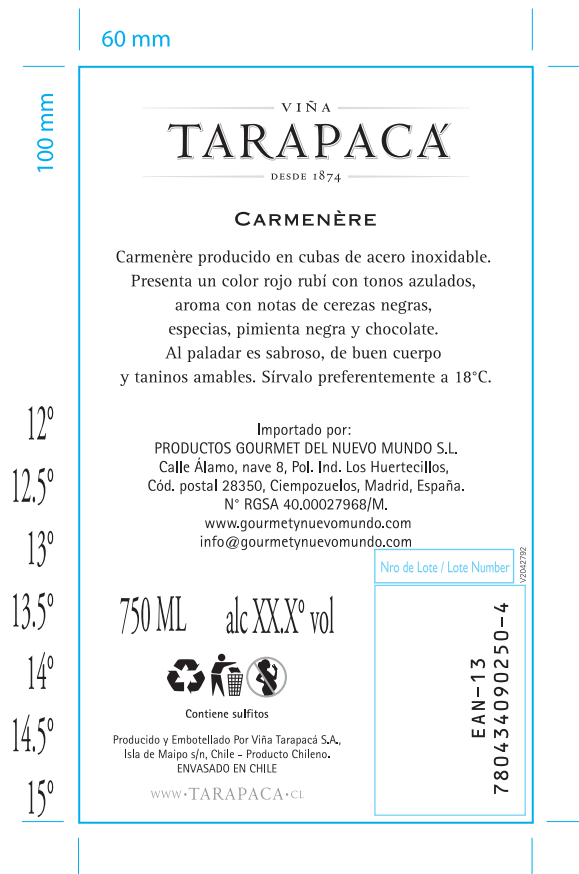 60 mm
100 mm
VIÑA
TARAPACÁ
DESDE 1874
CARMENÈRE
Carmenère producido en cubas de acero inoxidable.
Presenta un color rojo rubí con tonos azulados,
aroma con notas de cerezas negras,
especias, pimienta negra y chocolate.
Al paladar es sabroso, de buen cuerpo
y taninos amables. Sírvalo preferentemente a 18°C.
Importado por:
PRODUCTOS GOURMET DEL NUEVO MUNDO S.L.
Calle Álamo, nave 8, Pol. Ind. Los Huertecillos,
Cód. postal 28350, Ciempozuelos, Madrid, España.
N° RGSA 40.00027968/M.
www.gourmetynuevomundo.com
info@gourmetynuevomundo.com
12°
12.5°
13°
13.5°
14°
14.5°
15°
Nro de Lote / Lote Number
V2042792
750 ML alc XX.X° vol
Contiene sulfitos
Producido y Embotellado Por Viña Tarapacá S.A.,
Isla de Maipo s/n, Chile – Producto Chileno.
ENVASADO EN CHILE
WWW·TARAPACA·CL
EAN-13
780434090250-4